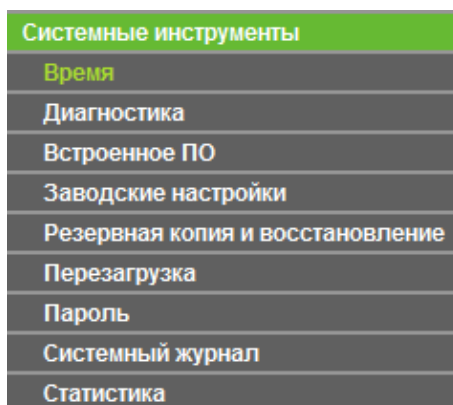 Системные инструменты
Время
Диагностика
Встроенное ПО
Заводские настройки
Резервная копия и восстановление
Перезагрузка
Пароль
Системный журнал
Статистика